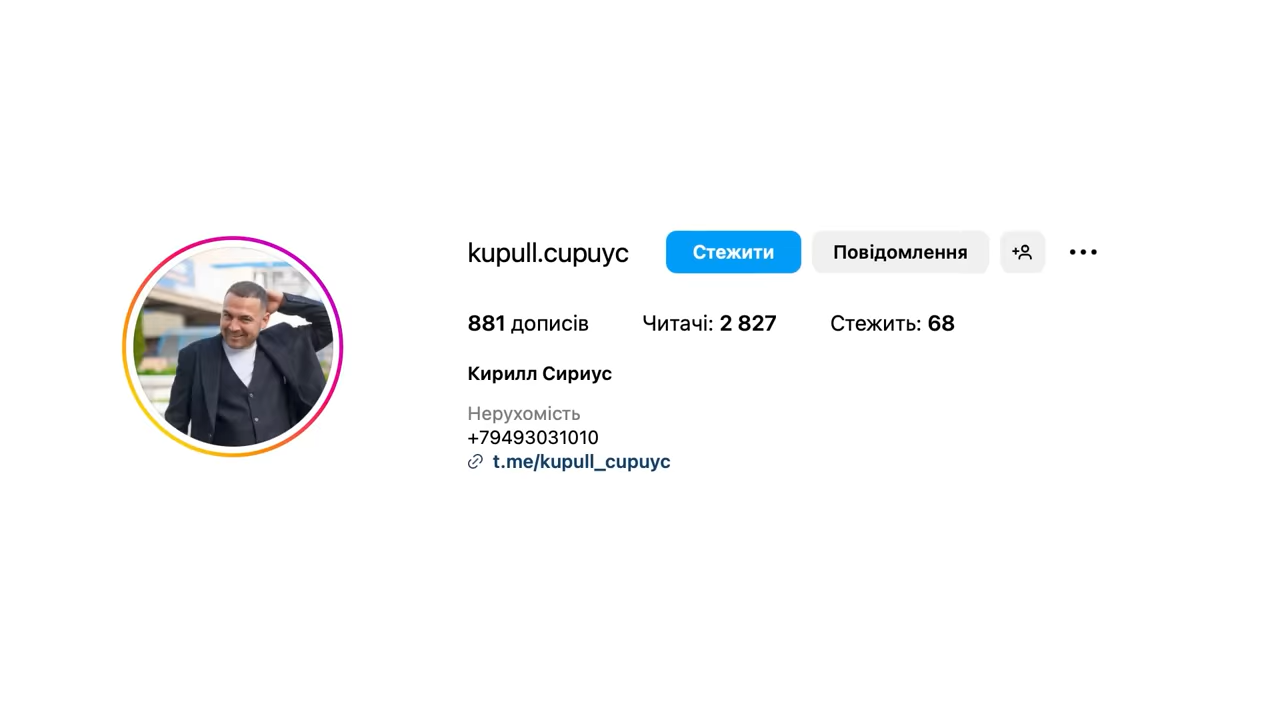 kupull.cupuyc Стежити Повідомлення
881 дописів Читачі: 2 827 Стежить: 68
Кирилл Сириус
Нерухомість
+79493031010
t.me/kupull_cupuyc